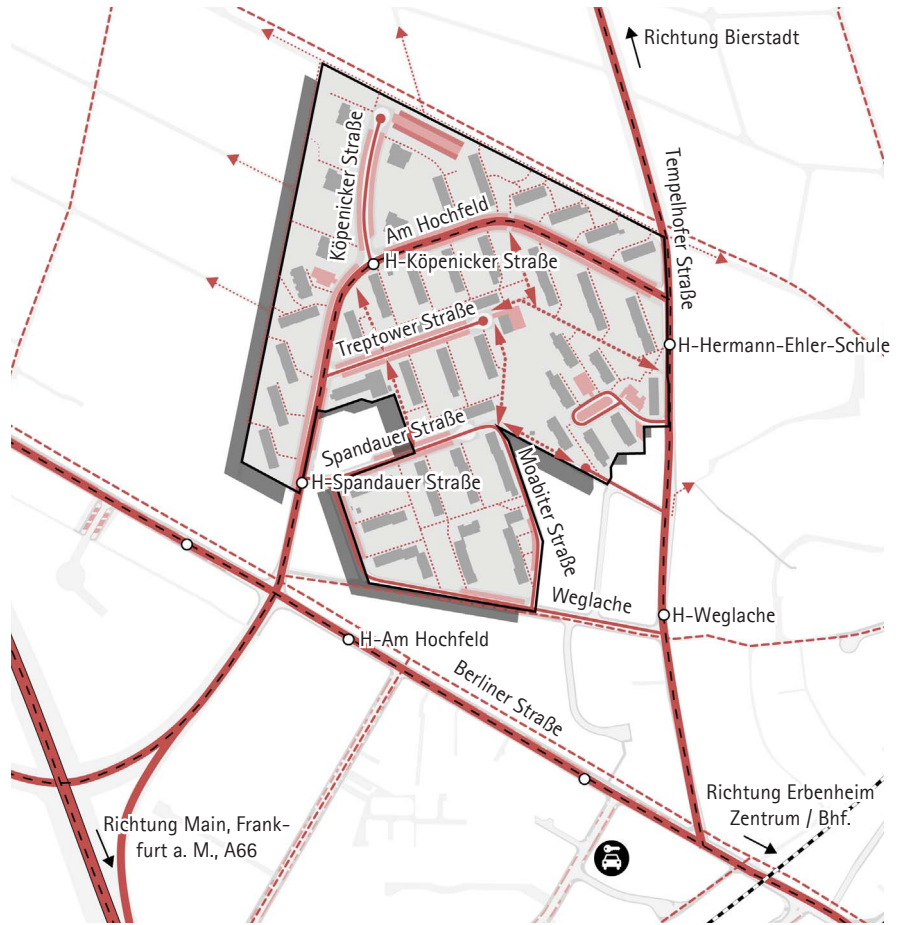 Richtung Bierstadt
Köpenicker Straße
Am Hochfeld
Tempelhofer Straße
H-Köpenicker Straße
Treptower Straße
H-Hermann-Ehler-Schule
Spandauer Straße
H-Spandauer Straße
Moabiter Straße
Weglache
H-Weglache
H-Am Hochfeld
Berliner Straße
Richtung Erbenheim
Zentrum / Bhf.
Richtung Main, Frank-
furt a. M., A66